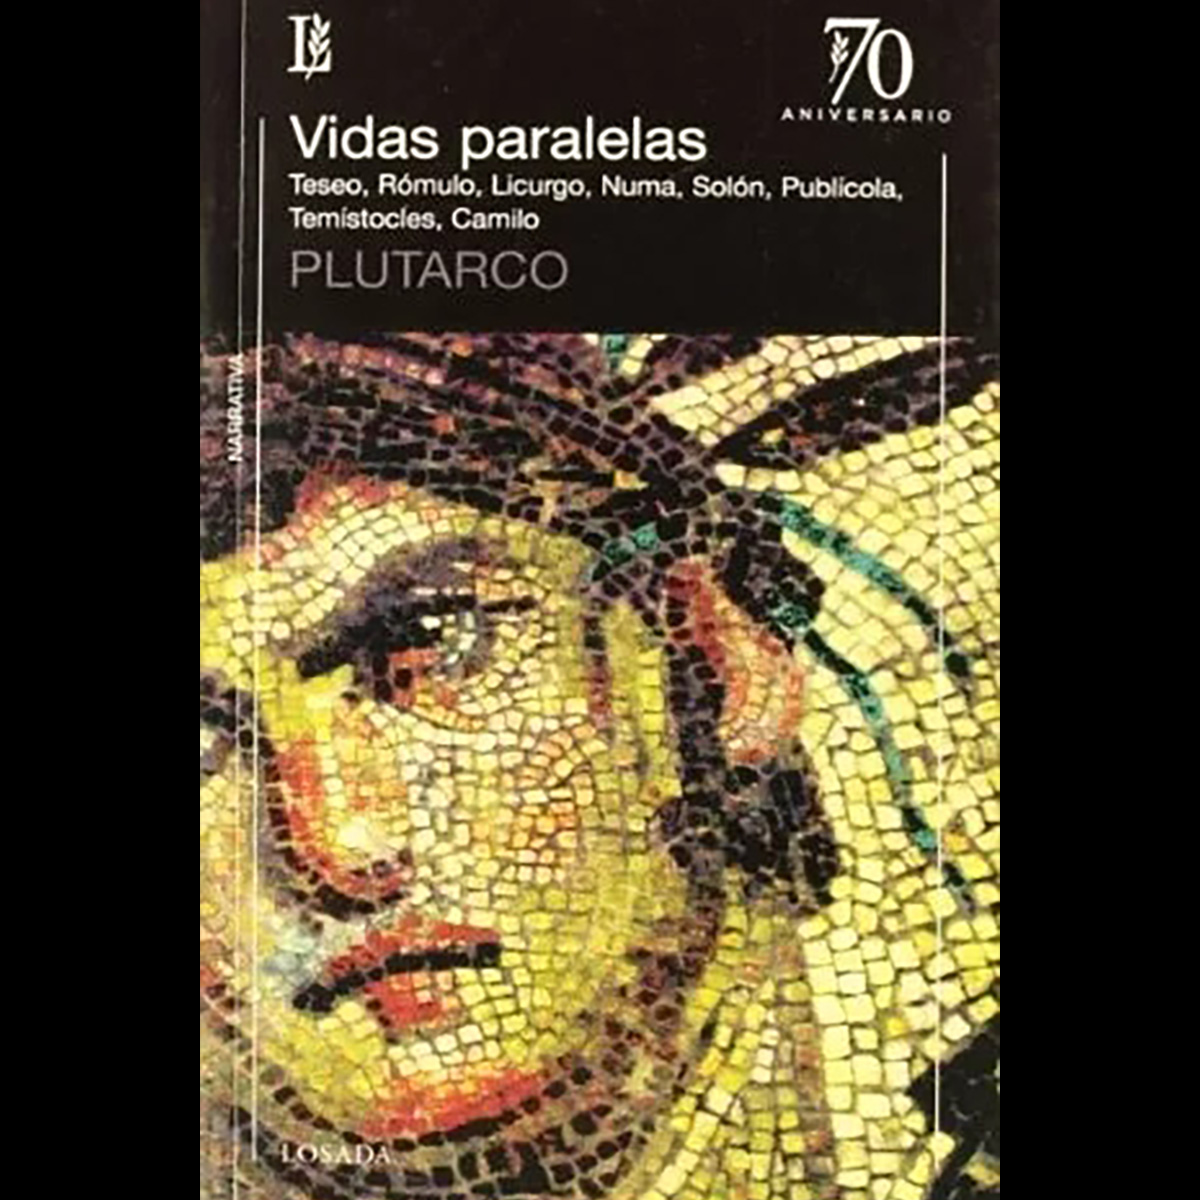 L
70
ANIVERSARIO
Vidas paralelas
Teseo, Rómulo, Licurgo, Numa, Solón, Publícola,
Temístocles, Camilo
PLUTARCO
NARRATIVA
LOSADA